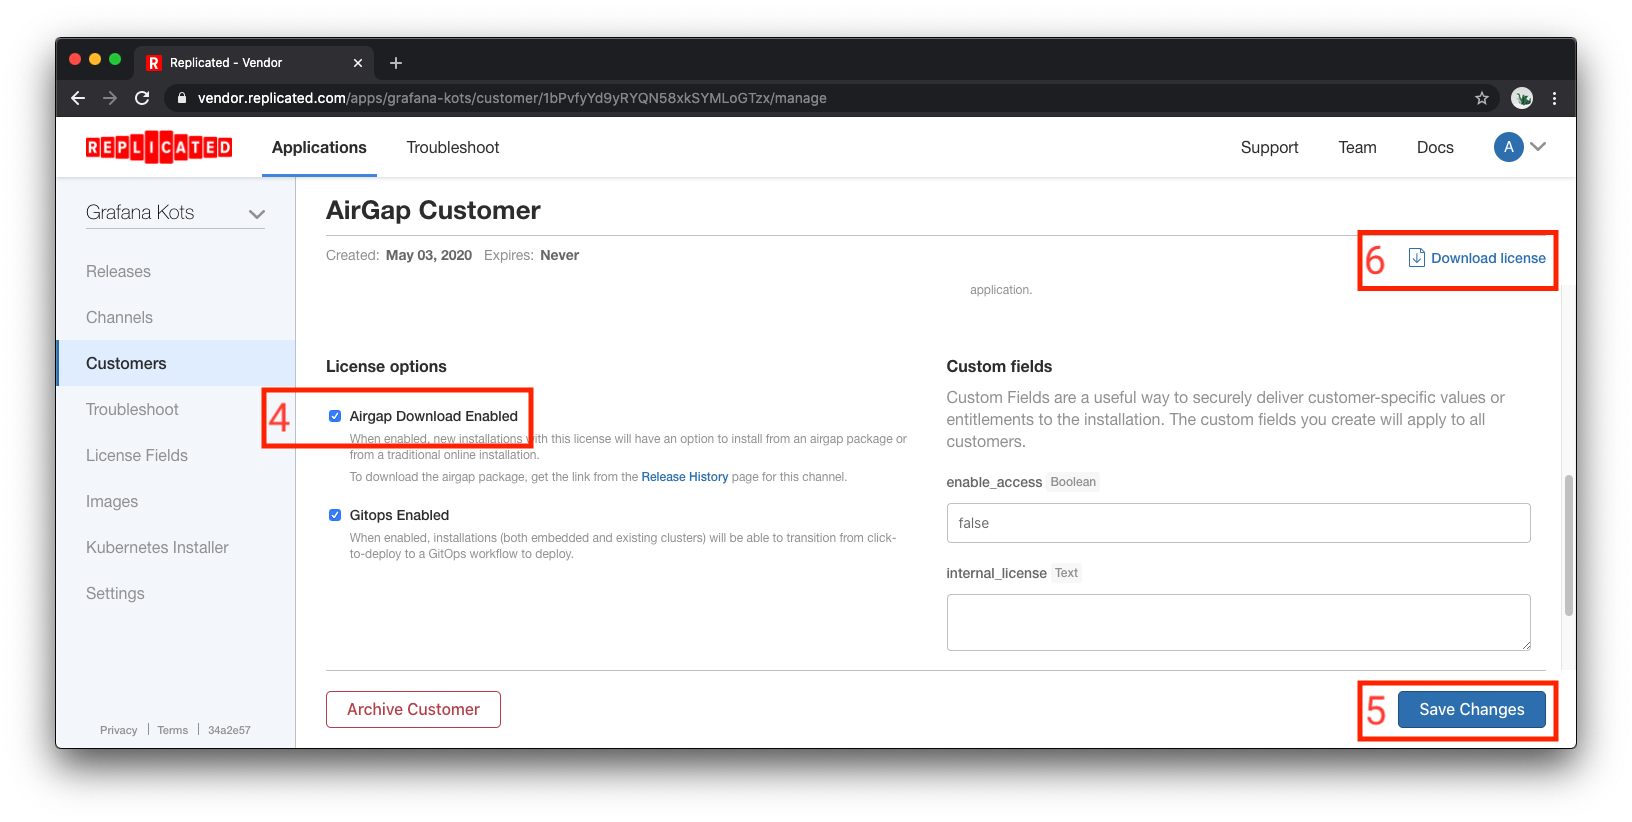 Replicated - Vendor
vendor.replicated.com/apps/grafana-kots/customer/1bPvfyYd9yRYQN58xkSYMLoGTzx/manage
REPLICATED
Applications
Troubleshoot
Support
Team
Docs
A
Grafana Kots
Releases
Channels
Customers
Troubleshoot
License Fields
Images
Kubernetes Installer
Settings
Privacy
Terms
34a2e57
AirGap Customer
Created: May 03, 2020 Expires: Never
6
Download license
application.
License options
4
Airgap Download Enabled
When enabled, new installations with this license will have an option to install from an airgap package or
from a traditional online installation.
To download the airgap package, get the link from the Release History page for this channel.
Gitops Enabled
When enabled, installations (both embedded and existing clusters) will be able to transition from click-
to-deploy to a GitOps workflow to deploy.
Custom fields
Custom Fields are a useful way to securely deliver customer-specific values or
entitlements to the installation. The custom fields you create will apply to all
customers.
enable_access Boolean
false
internal_license Text
Archive Customer
5
Save Changes